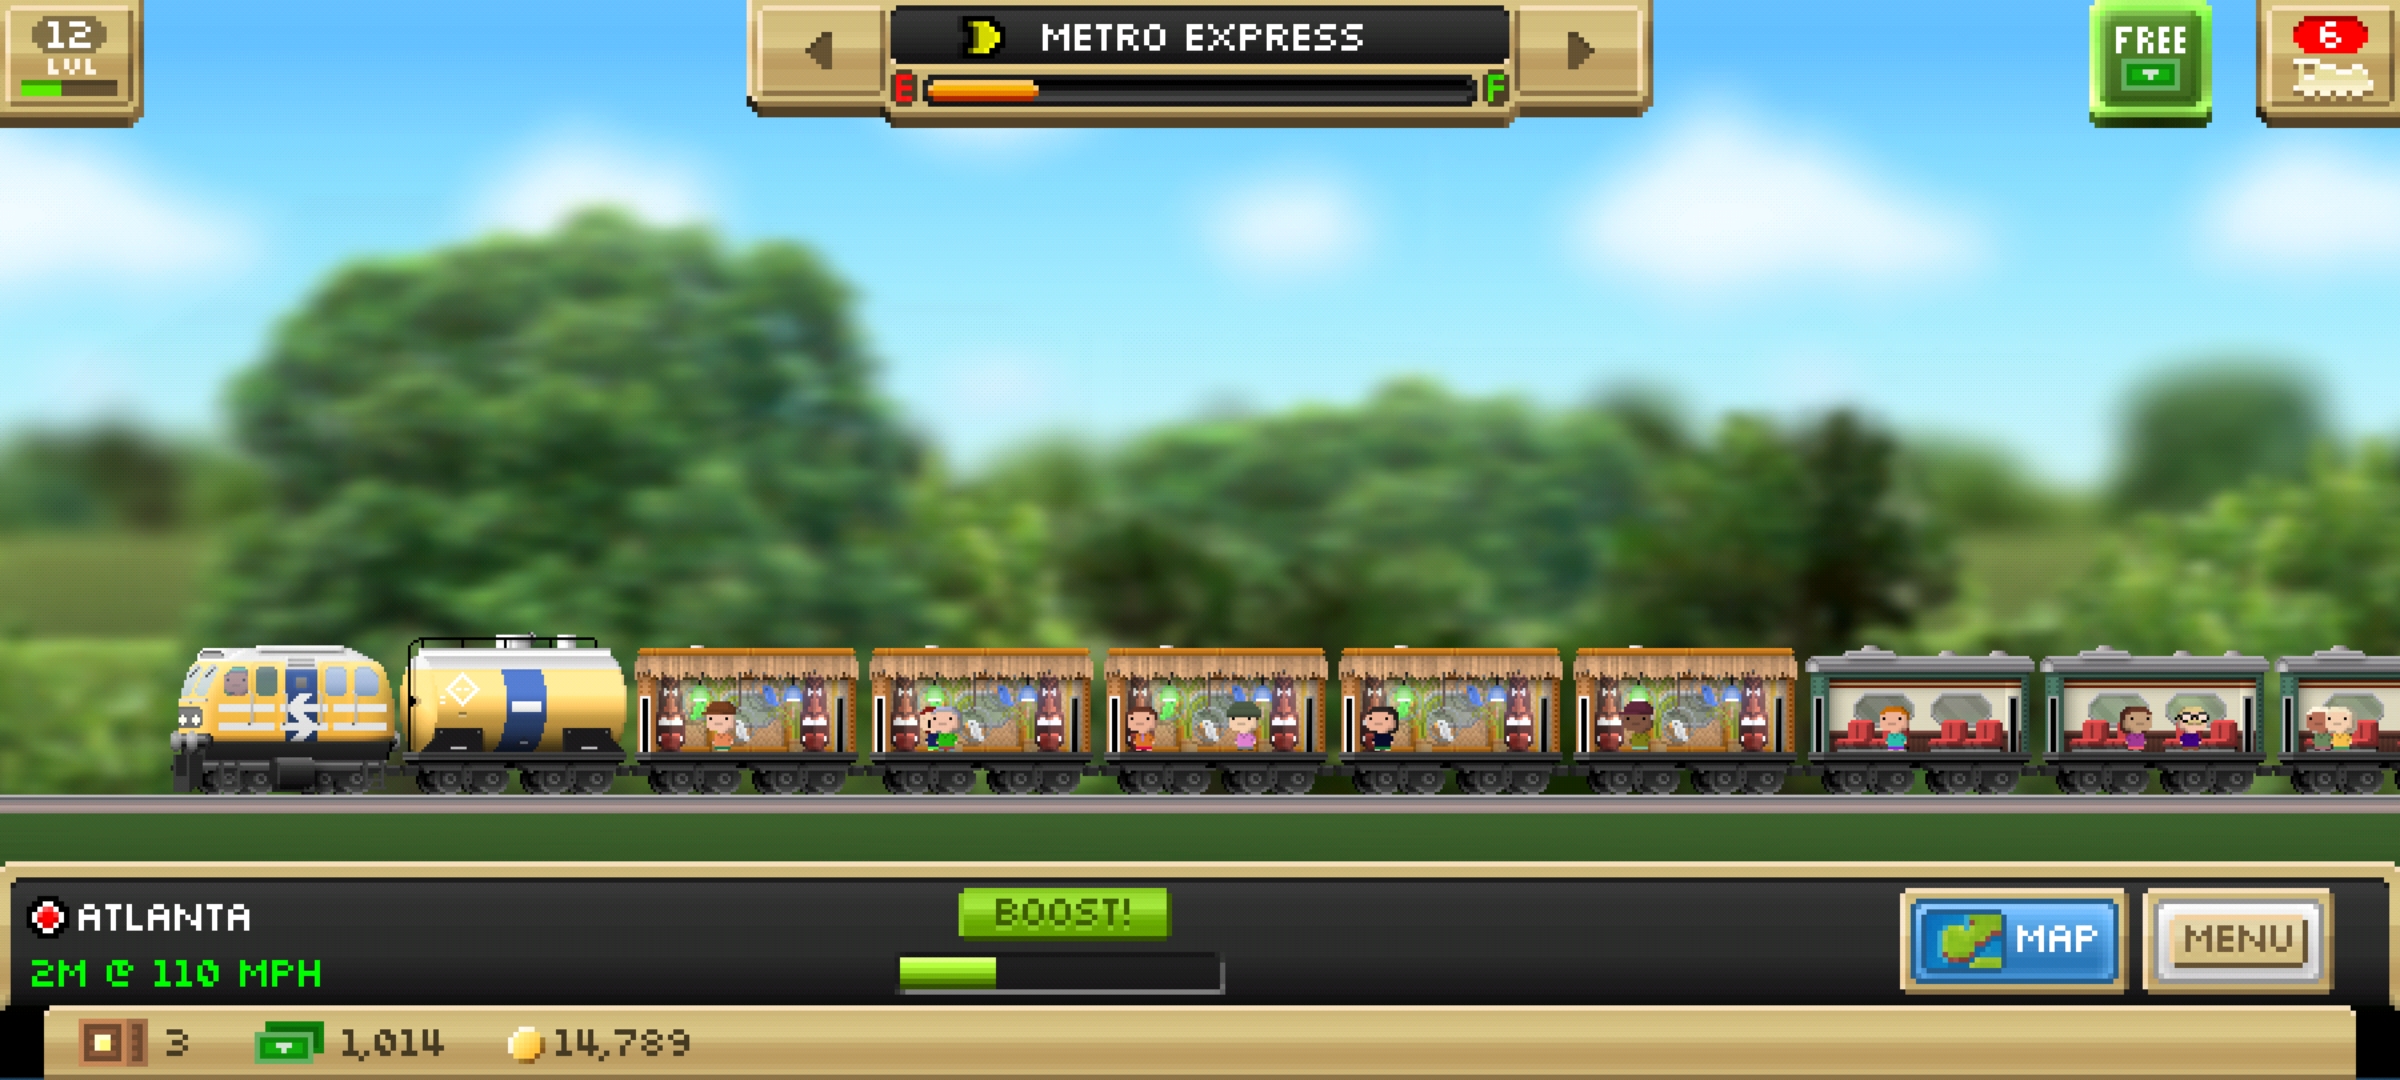 12
LVL
METRO EXPRESS
E F
FREE
6
ATLANTA
2M @ 110 MPH
BOOST!
MAP
MENU
3
1,014
14,789